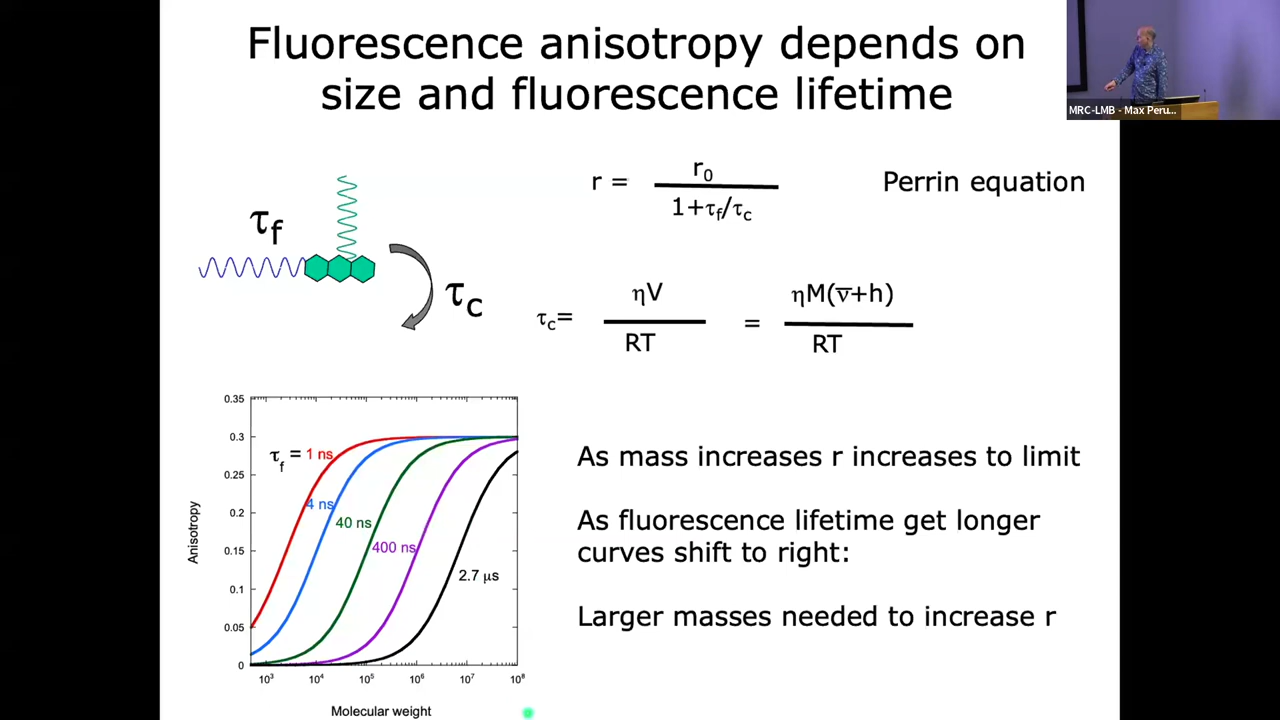 Fluorescence anisotropy depends on
size and fluorescence lifetime
MRC-LMB - Max Peru...
τf
τc
r = r0
1+τf/τc
Perrin equation
τc= ηV
RT
= ηM(v̅+h)
RT
0.35
0.3
0.25
0.2
0.15
0.1
0.05
0
Anisotropy
τf = 1 ns
4 ns
40 ns
400 ns
2.7 μs
10³ 10⁴ 10⁵ 10⁶ 10⁷ 10⁸
Molecular weight
As mass increases r increases to limit
As fluorescence lifetime get longer
curves shift to right:
Larger masses needed to increase r